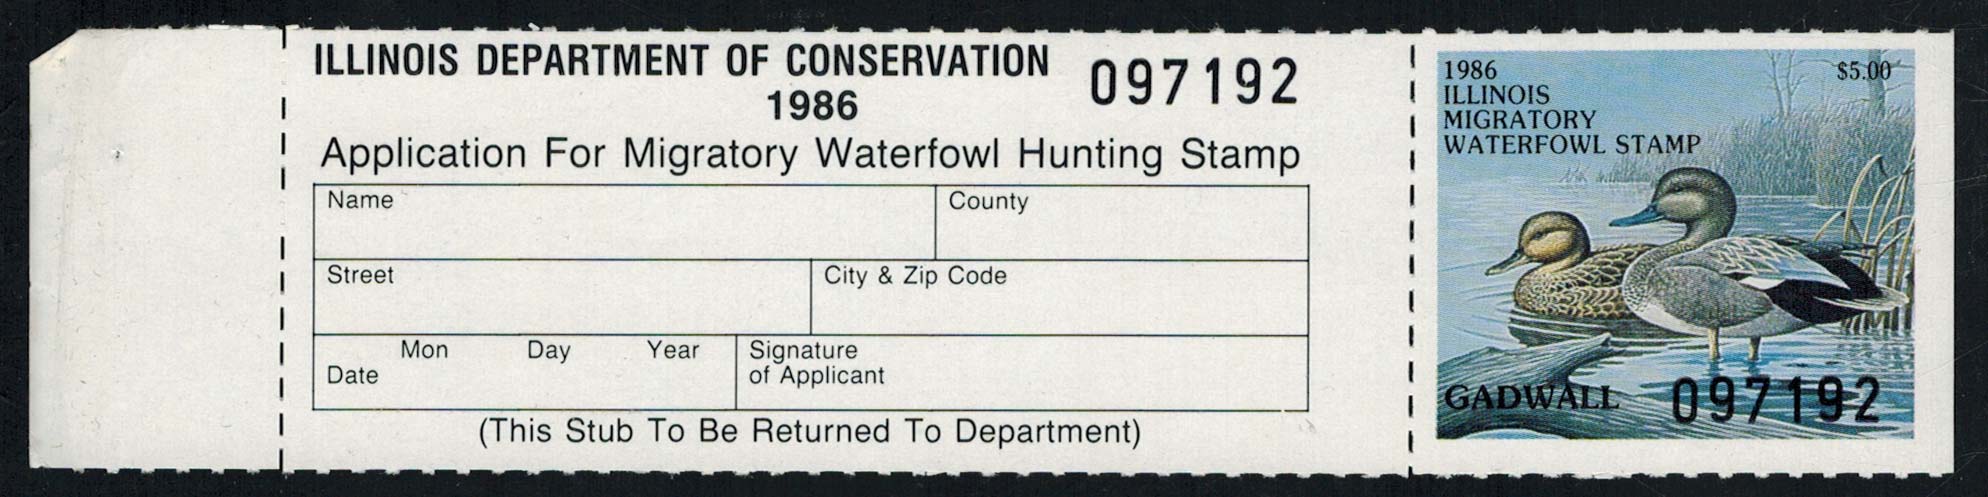 ILLINOIS DEPARTMENT OF CONSERVATION
1986
097192
Application For Migratory Waterfowl Hunting Stamp
Name
County
Street
City & Zip Code
Mon Day Year
Date
Signature
of Applicant
(This Stub To Be Returned To Department)
1986
$5.00
ILLINOIS
MIGRATORY
WATERFOWL STAMP
GADWALL
097192